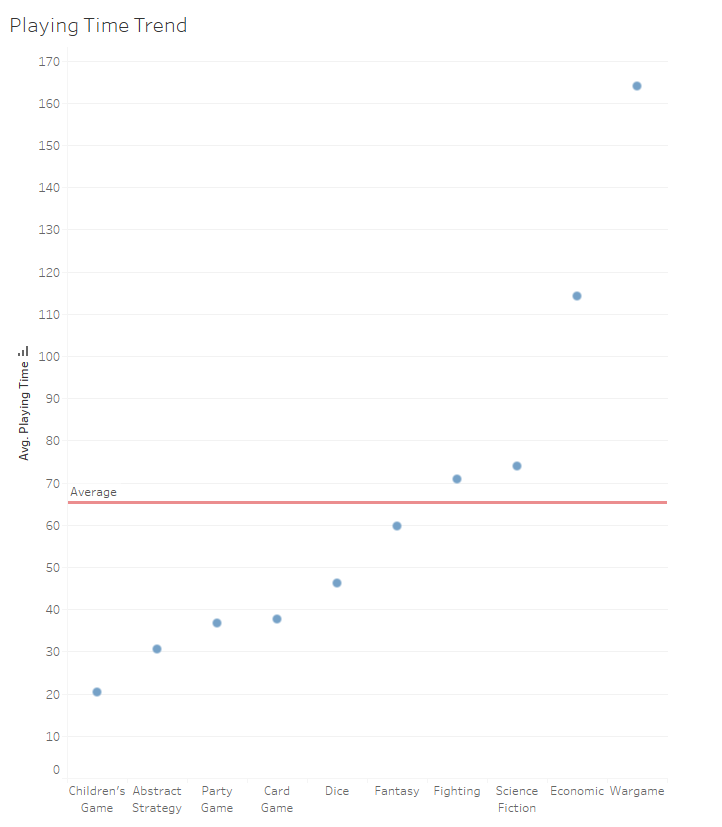 Playing Time Trend
170
160
150
140
130
120
110
100
90
80
70
60
50
40
30
20
10
0
Avg. Playing Time
Average
Children's Game
Abstract Strategy
Party Game
Card Game
Dice
Fantasy
Fighting
Science Fiction
Economic
Wargame